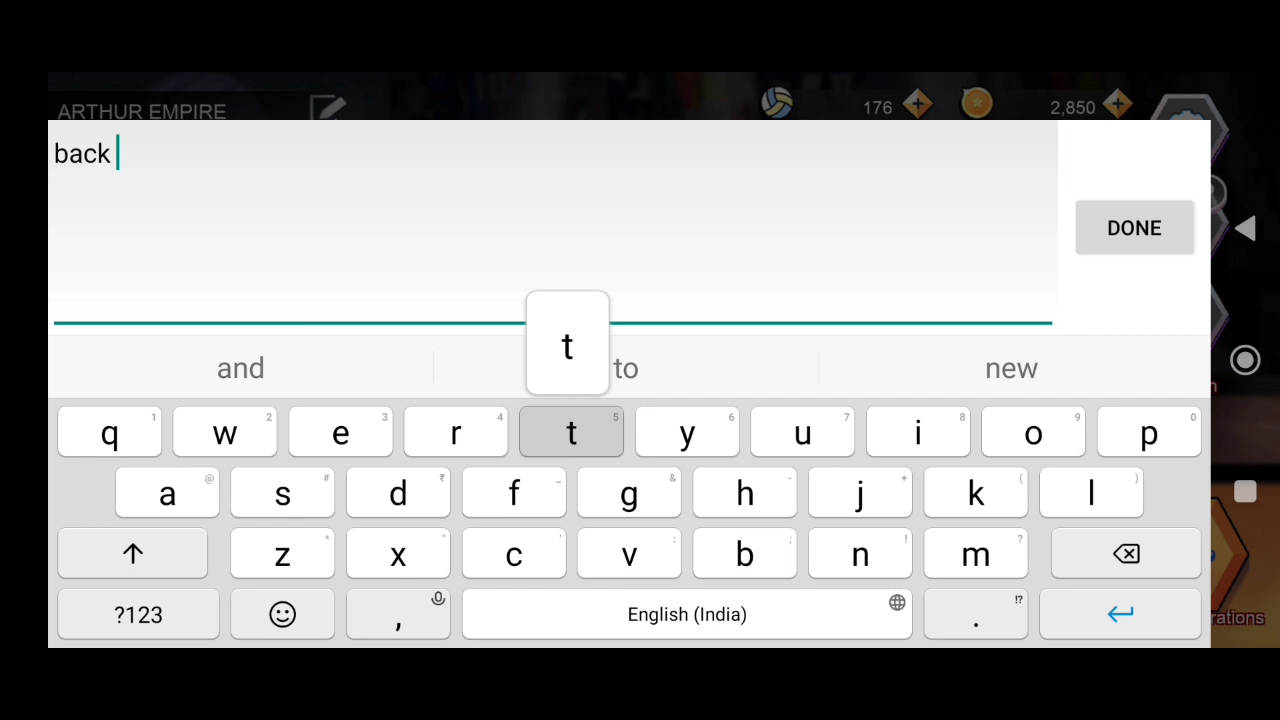 ARTHUR EMPIRE 176 2,850
back
DONE
t
and to new
q 1 w 2 e 3 r 4 t 5 y 6 u 7 i 8 o 9 p 0
a @ s # d ₹ f _ g & h - j + k ( l )
z * x " c ' v : b ; n ! m ?
?123 , English (India) . !?
rations